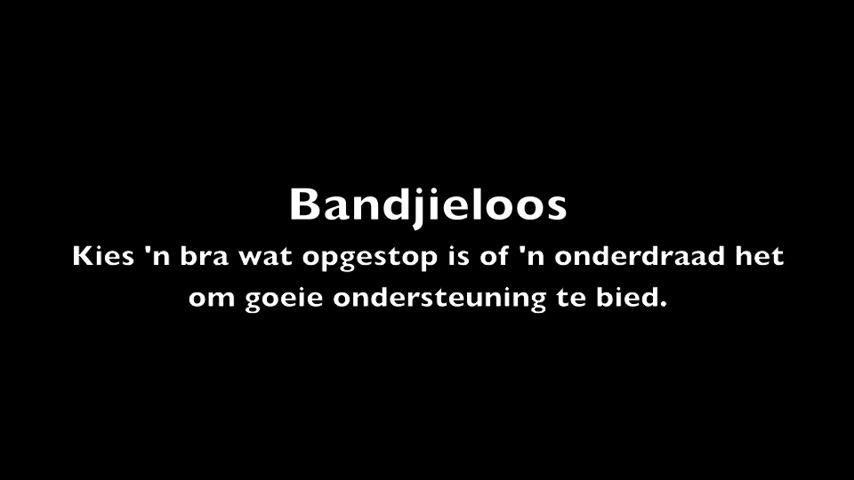 Bandjieloos
Kies 'n bra wat opgestop is of 'n onderdraad het
om goeie ondersteuning te bied.